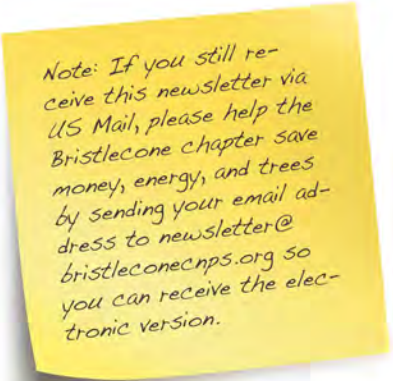 Note: If you still re-
ceive this newsletter via
US Mail, please help the
Bristlecone chapter save
money, energy, and trees
by sending your email ad-
dress to newsletter@
bristleconecnps.org so
you can receive the elec-
tronic version.